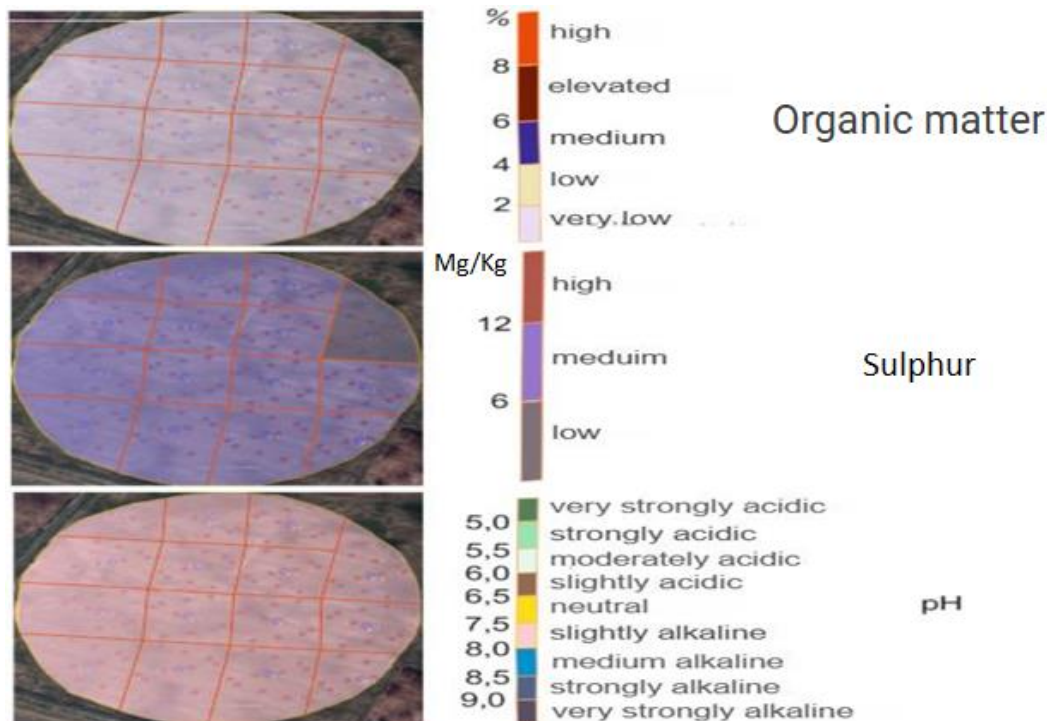 %
high
8
elevated
6
medium
4
low
2
very low
Organic matter
Mg/Kg
high
12
meduim
6
low
Sulphur
very strongly acidic
5,0
strongly acidic
5,5
moderately acidic
6,0
slightly acidic
6,5
neutral
7,5
slightly alkaline
8,0
medium alkaline
8,5
strongly alkaline
9,0
very strongly alkaline
pH